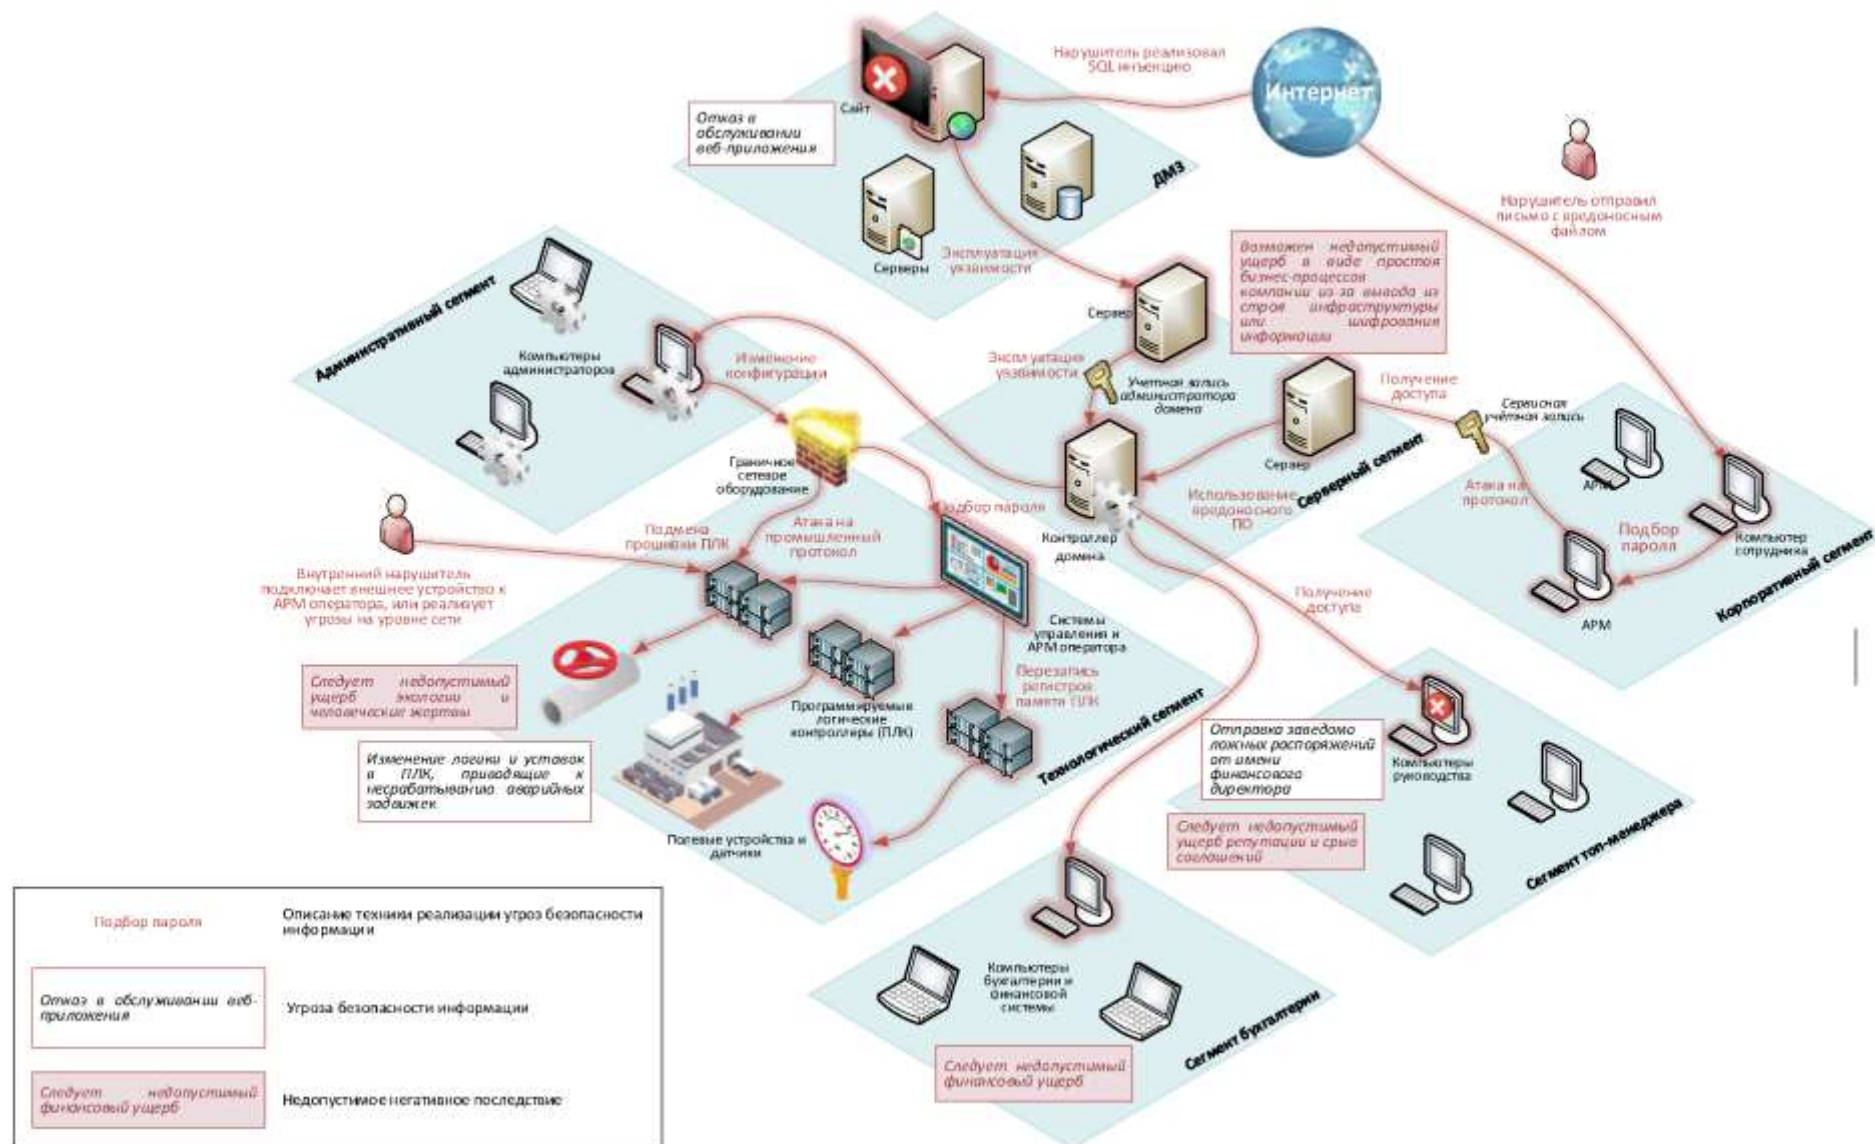 Нарушитель реализовал
SQL инъекцию
Интернет
Сайт
Отказ в
обслуживании
веб-приложения
ДМЗ
Серверы
Эксплуатация
уязвимости
Нарушитель отправил
письмо с вредоносным
файлом
Возможен недопустимый
ущерб в виде простоя
бизнес-процессов
компании из за вывода из
строя инфраструктуры
или шифрования
информации
Административный сегмент
Компьютеры
администраторов
Изменение
конфигурации
Сервер
Эксплуатация
уязвимости
Учетная запись
администратора
домена
Получение
доступа
Сервисная
учётная запись
Сервер
Серверный сегмент
Граничное
сетевое
оборудование
Подбор пароля
Использование
вредоносного
ПО
Контроллер
домена
АРМ
Атака на
протокол
Подбор
пароля
Компьютер
сотрудника
АРМ
Корпоративный сегмент
Подмена
прошивки ПЛК
Атака на
промышленный
протокол
Внутренний нарушитель
подключает внешнее устройство к
АРМ оператора, или реализует
угрозы на уровне сети
Системы
управления и
АРМ оператора
Получение
доступа
Следует недопустимый
ущерб экологии и
человеческие жертвы
Перезапись
регистров
памяти ПЛК
Программируемые
логические
контроллеры (ПЛК)
Технологический сегмент
Изменение логики и уставок
в ПЛК, приводящие к
несрабатыванию аварийных
задвижек
Полевые устройства и
датчики
Отправка заведомо
ложных распоряжений
от имени
финансового
директора
Компьютеры
руководства
Следует недопустимый
ущерб репутации и срыв
соглашений
Сегмент топ-менеджера
Компьютеры
бухгалтерии и
финансовой
системы
Сегмент бухгалтерии
Следует недопустимый
финансовый ущерб
Подбор пароля
Описание техники реализации угроз безопасности
информации
Отказ в обслуживании веб-
приложения
Угроза безопасности информации
Следует недопустимый
финансовый ущерб
Недопустимое негативное последствие